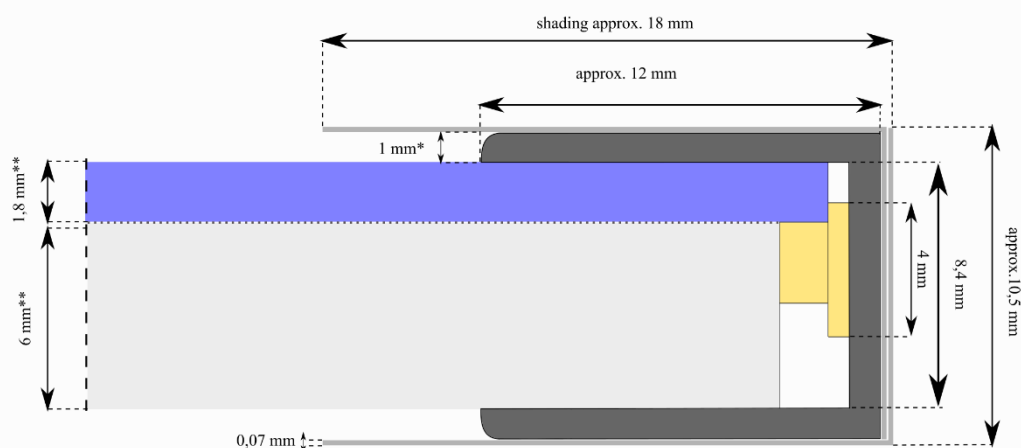 shading approx. 18 mm
approx. 12 mm
1 mm*
1,8 mm**
6 mm**
4 mm
8,4 mm
approx.10,5 mm
0,07 mm